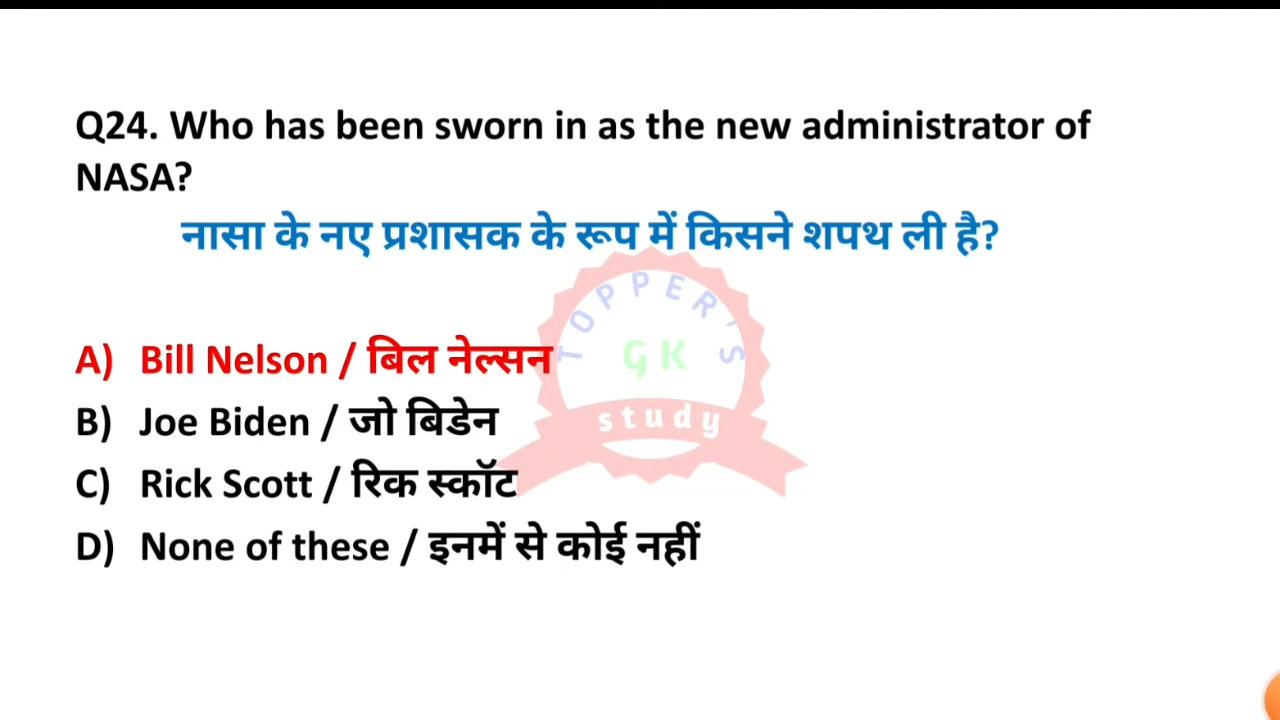 Q24. Who has been sworn in as the new administrator of
NASA?
नासा के नए प्रशासक के रूप में किसने शपथ ली है?
A) Bill Nelson / बिल नेल्सन
B) Joe Biden / जो बिडेन
C) Rick Scott / रिक स्कॉट
D) None of these / इनमें से कोई नहीं
TOPPER'S
GK
study